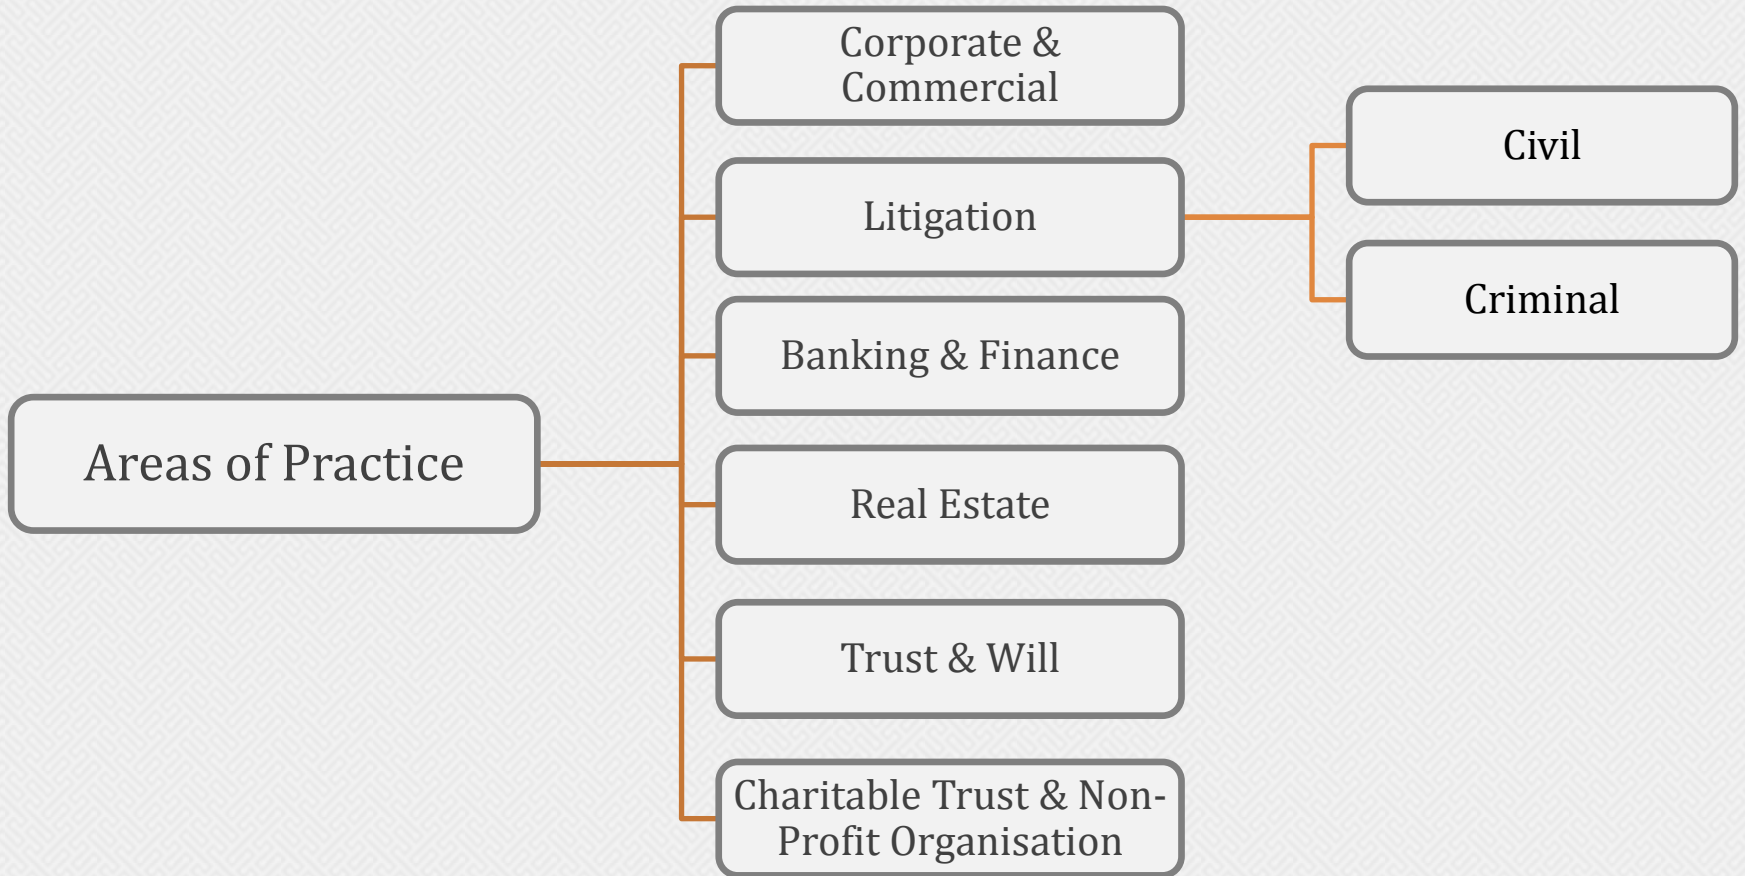 Areas of Practice
Corporate &
Commercial
Litigation
Civil
Criminal
Banking & Finance
Real Estate
Trust & Will
Charitable Trust & Non-
Profit Organisation